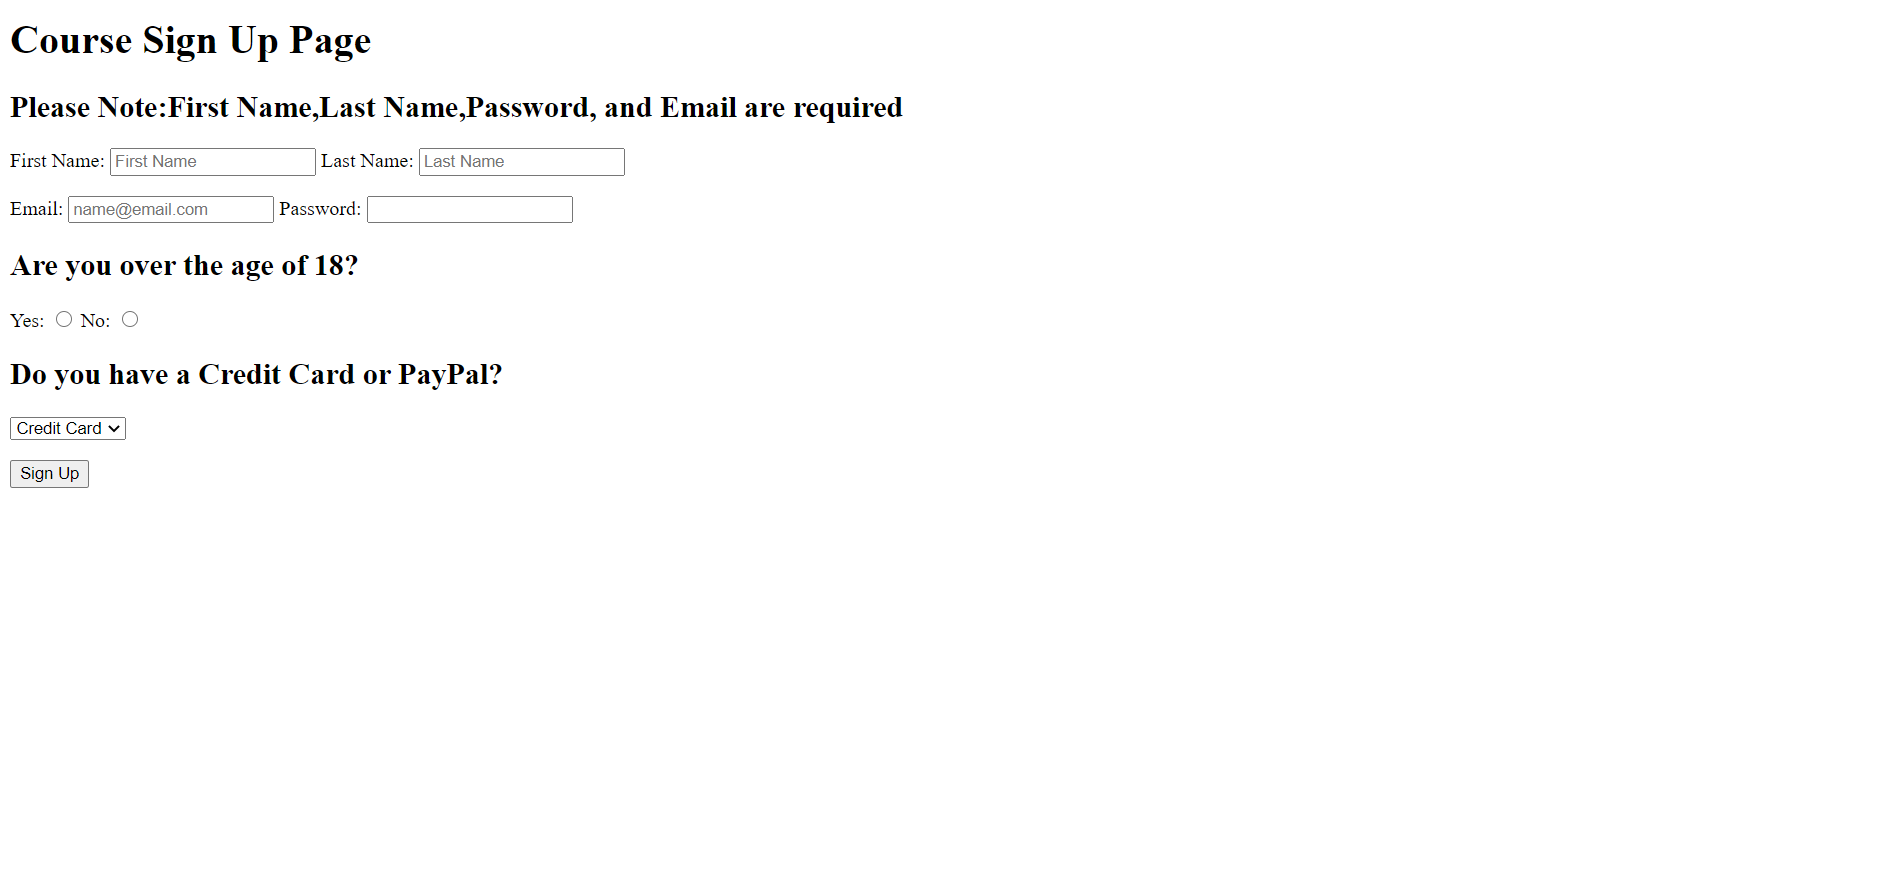 Course Sign Up Page
Please Note:First Name,Last Name,Password, and Email are required
First Name: First Name Last Name: Last Name
Email: name@email.com Password:
Are you over the age of 18?
Yes: No:
Do you have a Credit Card or PayPal?
Credit Card
Sign Up